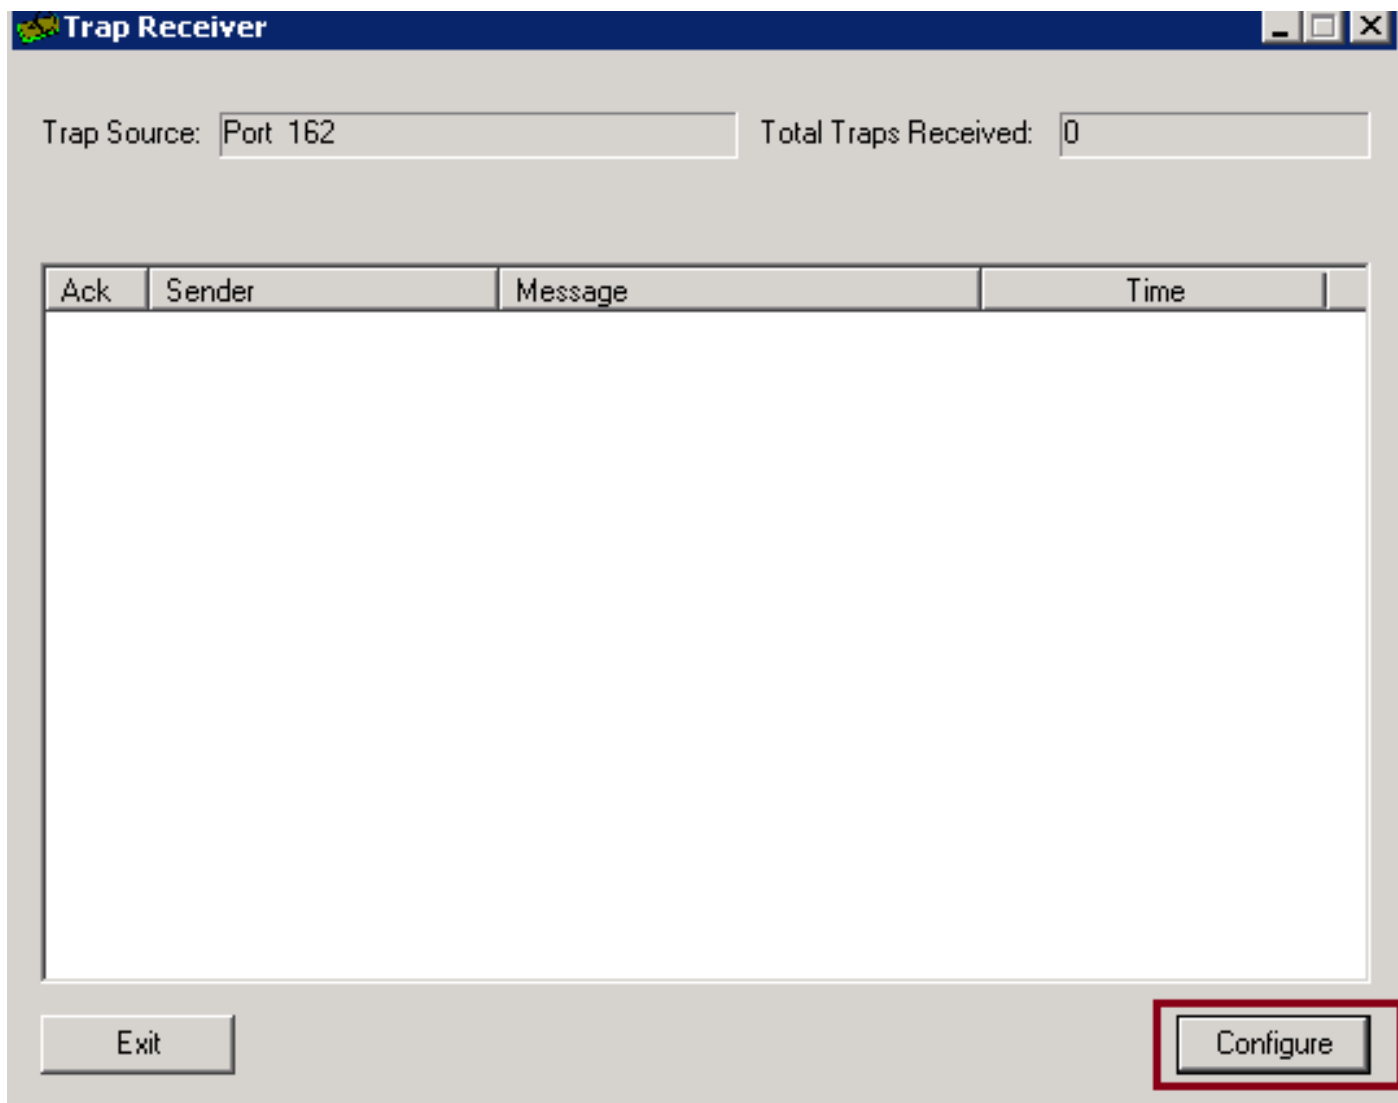 Trap Receiver
Trap Source: Port 162 Total Traps Received: 0
Ack Sender Message Time
Exit Configure